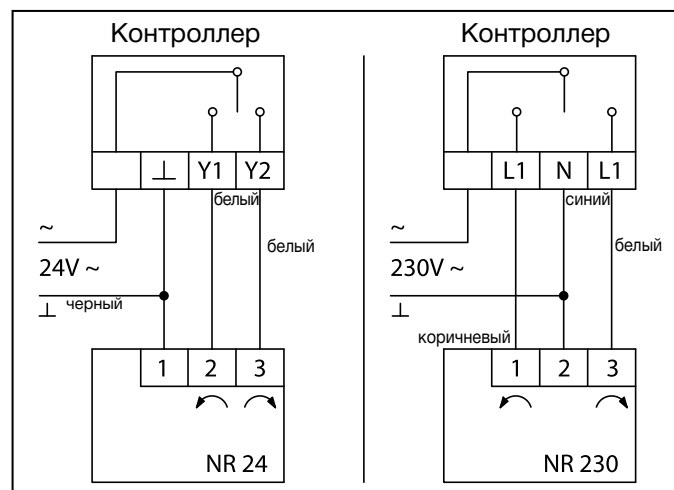 Контроллер
⊥ Y1 Y2
белый
~
белый
24V ~
⊥ черный
1 2 3
NR 24
Контроллер
L1 N L1
синий
~
белый
230V ~
⊥
коричневый
1 2 3
NR 230